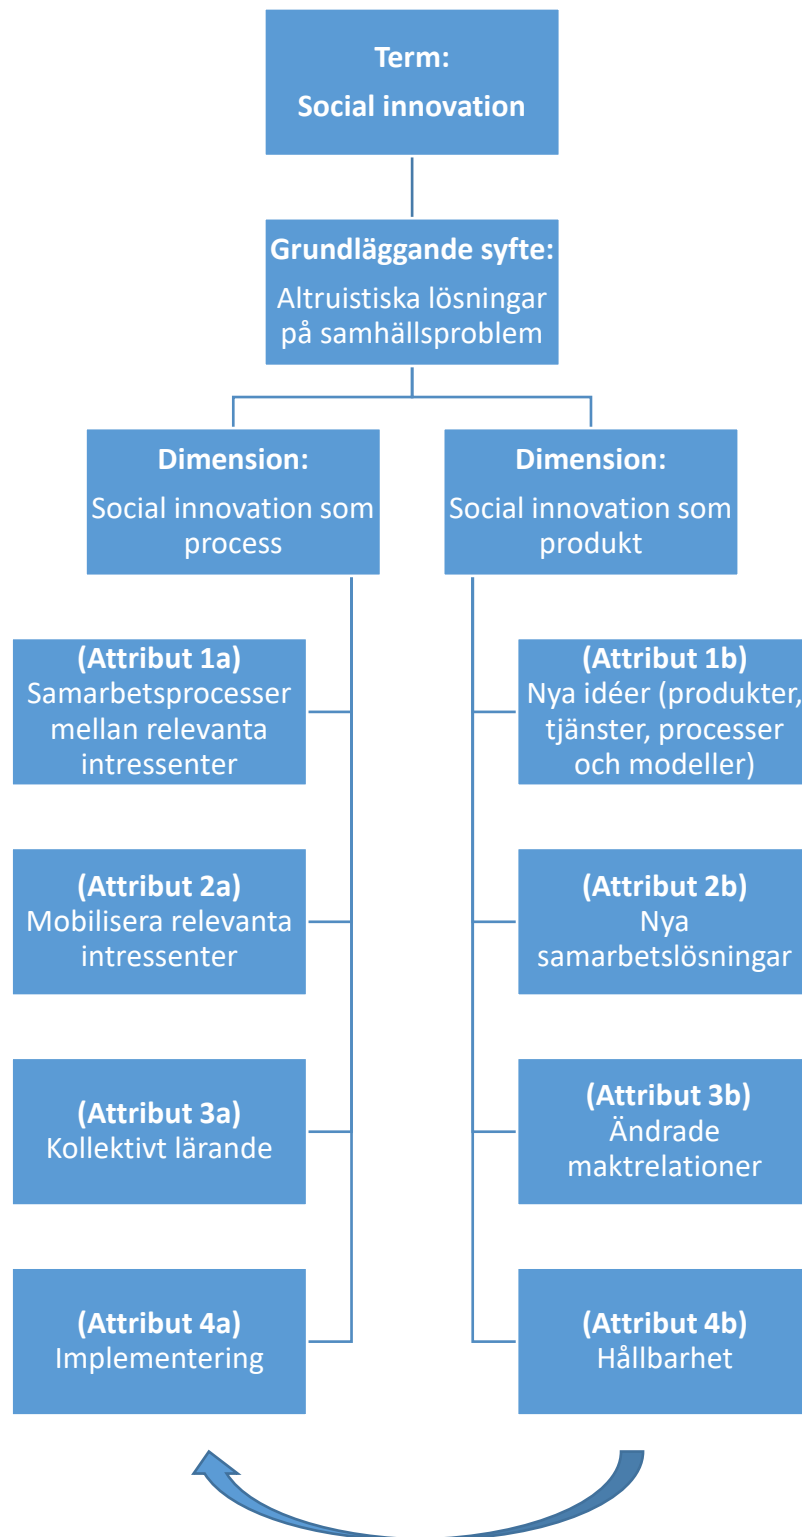 Term:
Social innovation
Grundläggande syfte:
Altruistiska lösningar
på samhällsproblem
Dimension:
Social innovation som
process
Dimension:
Social innovation som
produkt
(Attribut 1a)
Samarbetsprocesser
mellan relevanta
intressenter
(Attribut 1b)
Nya idéer (produkter,
tjänster, processer
och modeller)
(Attribut 2a)
Mobilisera relevanta
intressenter
(Attribut 2b)
Nya
samarbetslösningar
(Attribut 3a)
Kollektivt lärande
(Attribut 3b)
Ändrade
maktrelationer
(Attribut 4a)
Implementering
(Attribut 4b)
Hållbarhet